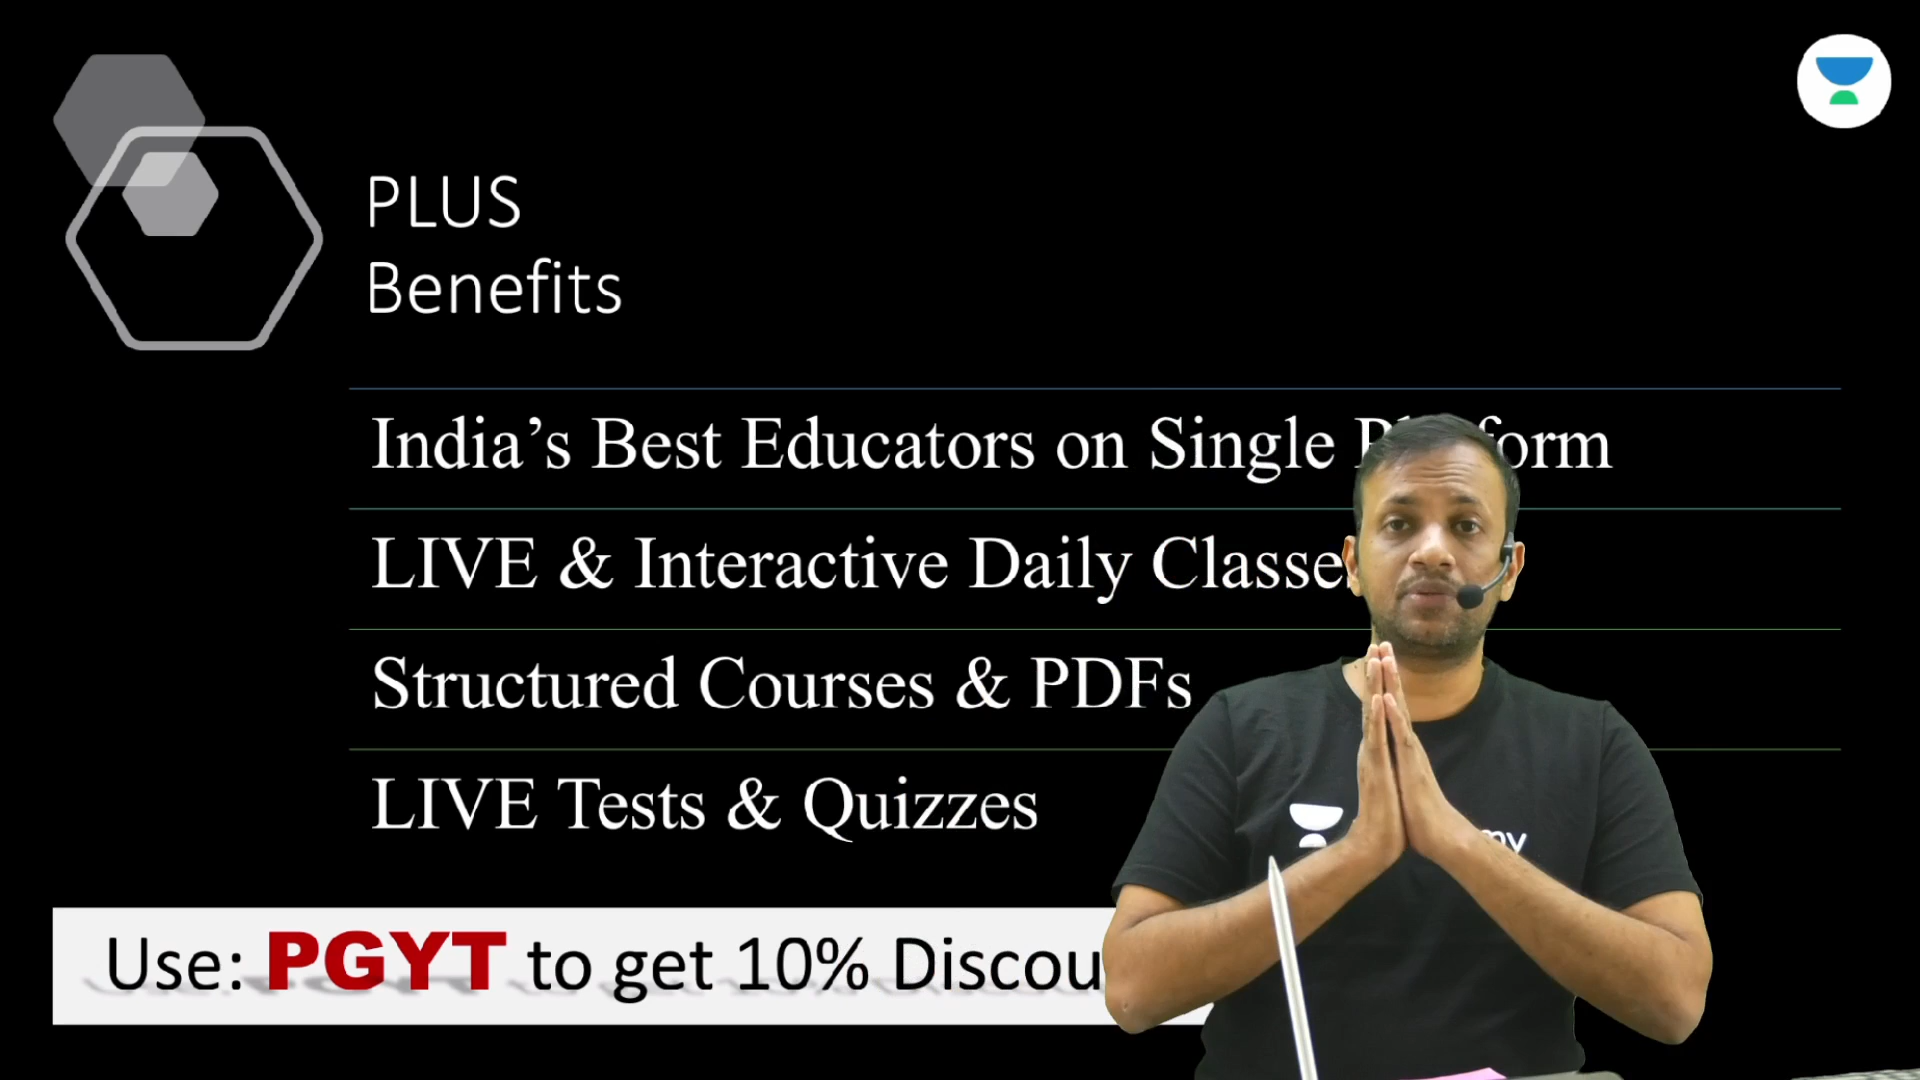 PLUS
Benefits
India’s Best Educators on Single
LIVE & Interactive Daily
Structured Courses & PDFs
LIVE Tests & Quizzes
Use: PGYT to get 10%